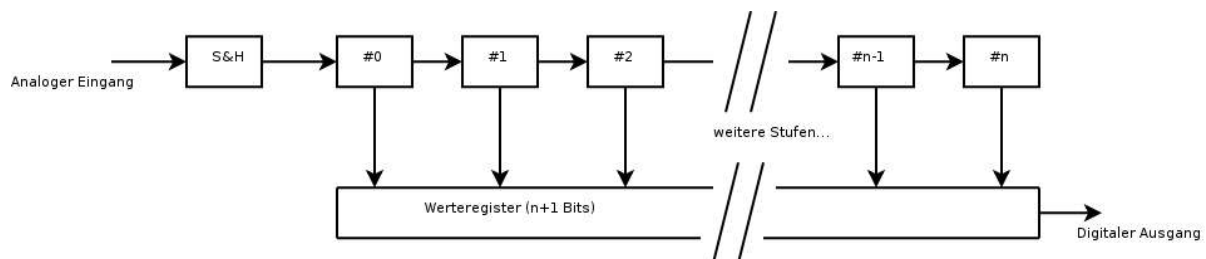 S&H
#0
#1
#2
#n-1
#n
Analoger Eingang
weitere Stufen...
Werteregister (n+1 Bits)
Digitaler Ausgang